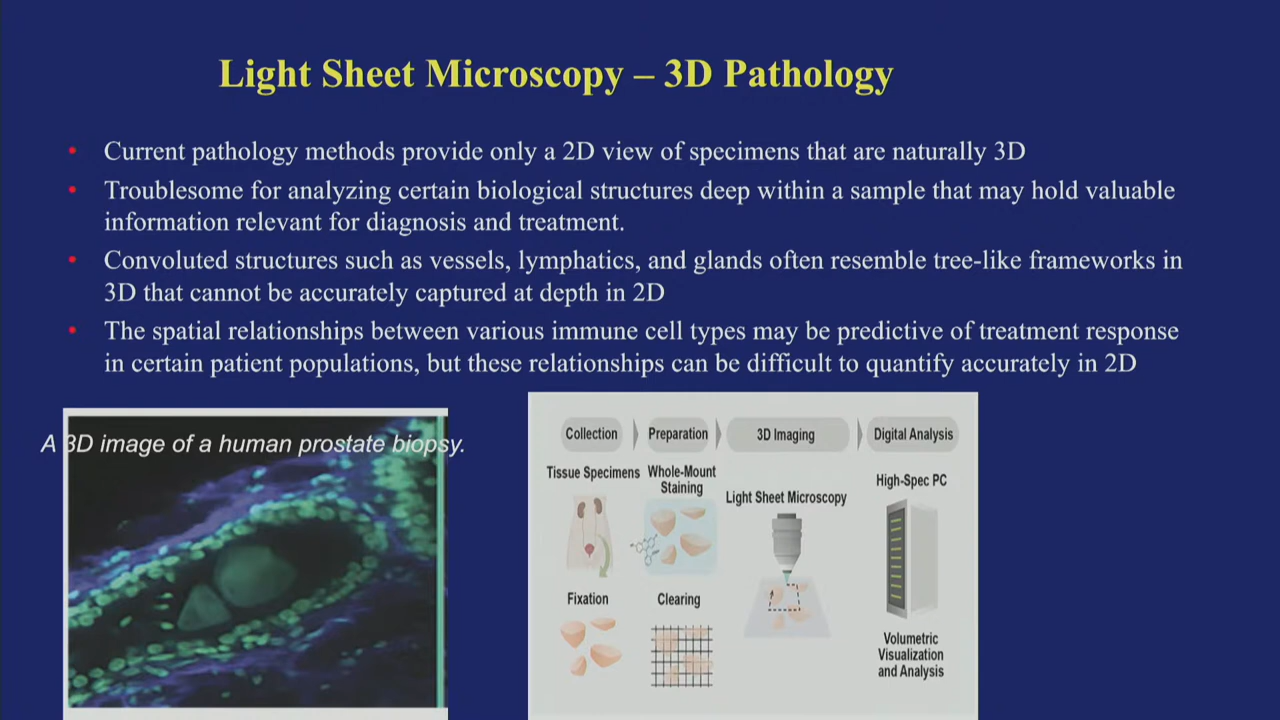 Light Sheet Microscopy – 3D Pathology
• Current pathology methods provide only a 2D view of specimens that are naturally 3D
• Troublesome for analyzing certain biological structures deep within a sample that may hold valuable
information relevant for diagnosis and treatment.
• Convoluted structures such as vessels, lymphatics, and glands often resemble tree-like frameworks in
3D that cannot be accurately captured at depth in 2D
• The spatial relationships between various immune cell types may be predictive of treatment response
in certain patient populations, but these relationships can be difficult to quantify accurately in 2D
A 3D image of a human prostate biopsy.
Collection
Tissue Specimens
Fixation
Preparation
Whole-Mount
Staining
Clearing
3D Imaging
Light Sheet Microscopy
Digital Analysis
High-Spec PC
Volumetric
Visualization
and Analysis